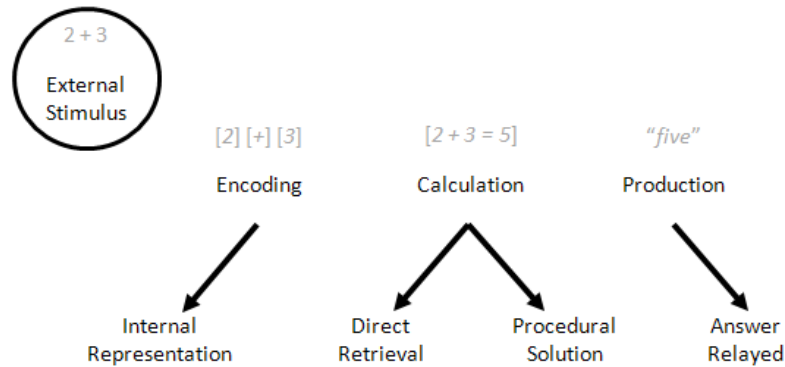 2 + 3
External
Stimulus
[2] [+] [3]
[2 + 3 = 5]
“five”
Encoding
Calculation
Production
Internal
Representation
Direct
Retrieval
Procedural
Solution
Answer
Relayed